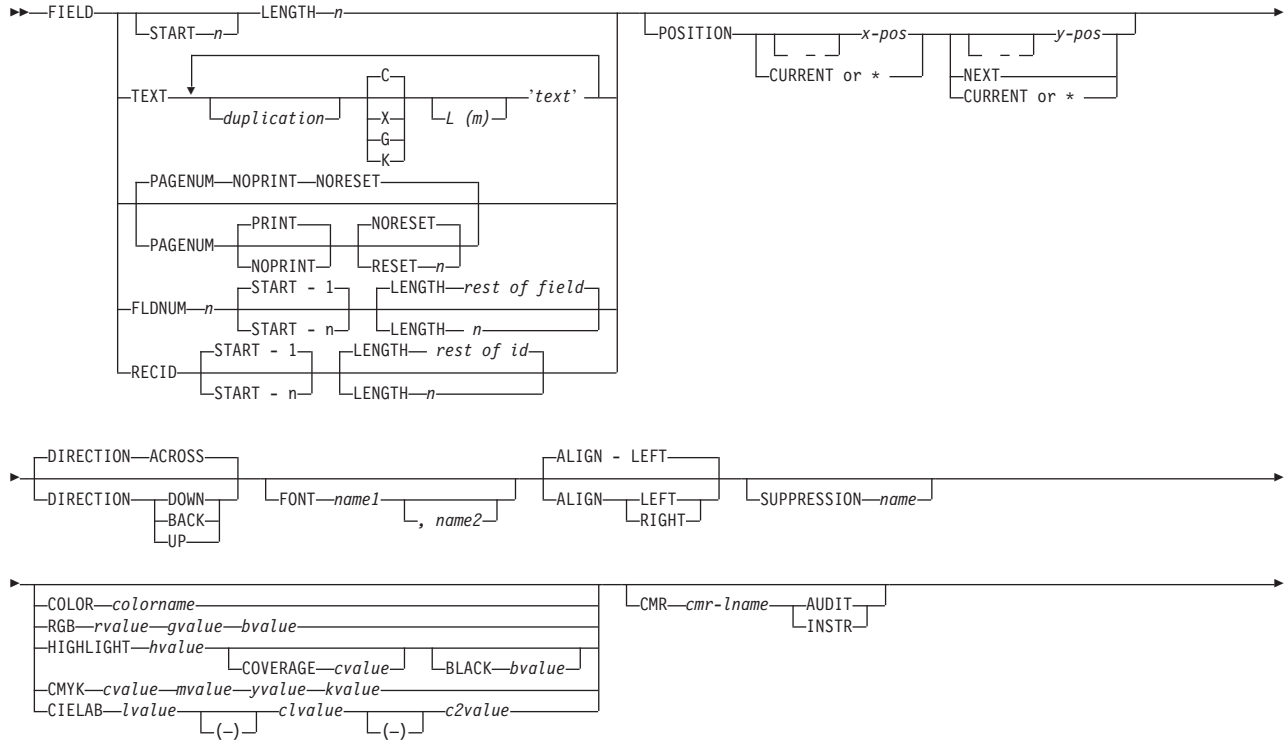 FIELD START n LENGTH n POSITION – x-pos – y-pos
CURRENT or * NEXT
CURRENT or *
TEXT duplication C L (m) 'text'
X
G
K
PAGENUM NOPRINT NORESET
PAGENUM PRINT NORESET
NOPRINT RESET n
FLDNUM n START - 1 LENGTH rest of field
START - n LENGTH n
RECID START - 1 LENGTH rest of id
START - n LENGTH n
DIRECTION ACROSS ALIGN - LEFT
DIRECTION DOWN FONT name1 , name2 ALIGN LEFT SUPPRESSION name
BACK RIGHT
UP
COLOR colorname CMR cmr-lname AUDIT
RGB rvalue gvalue bvalue INSTR
HIGHLIGHT hvalue
COVERAGE cvalue BLACK bvalue
CMYK cvalue mvalue yvalue kvalue
CIELAB lvalue (–) clvalue (–) c2value